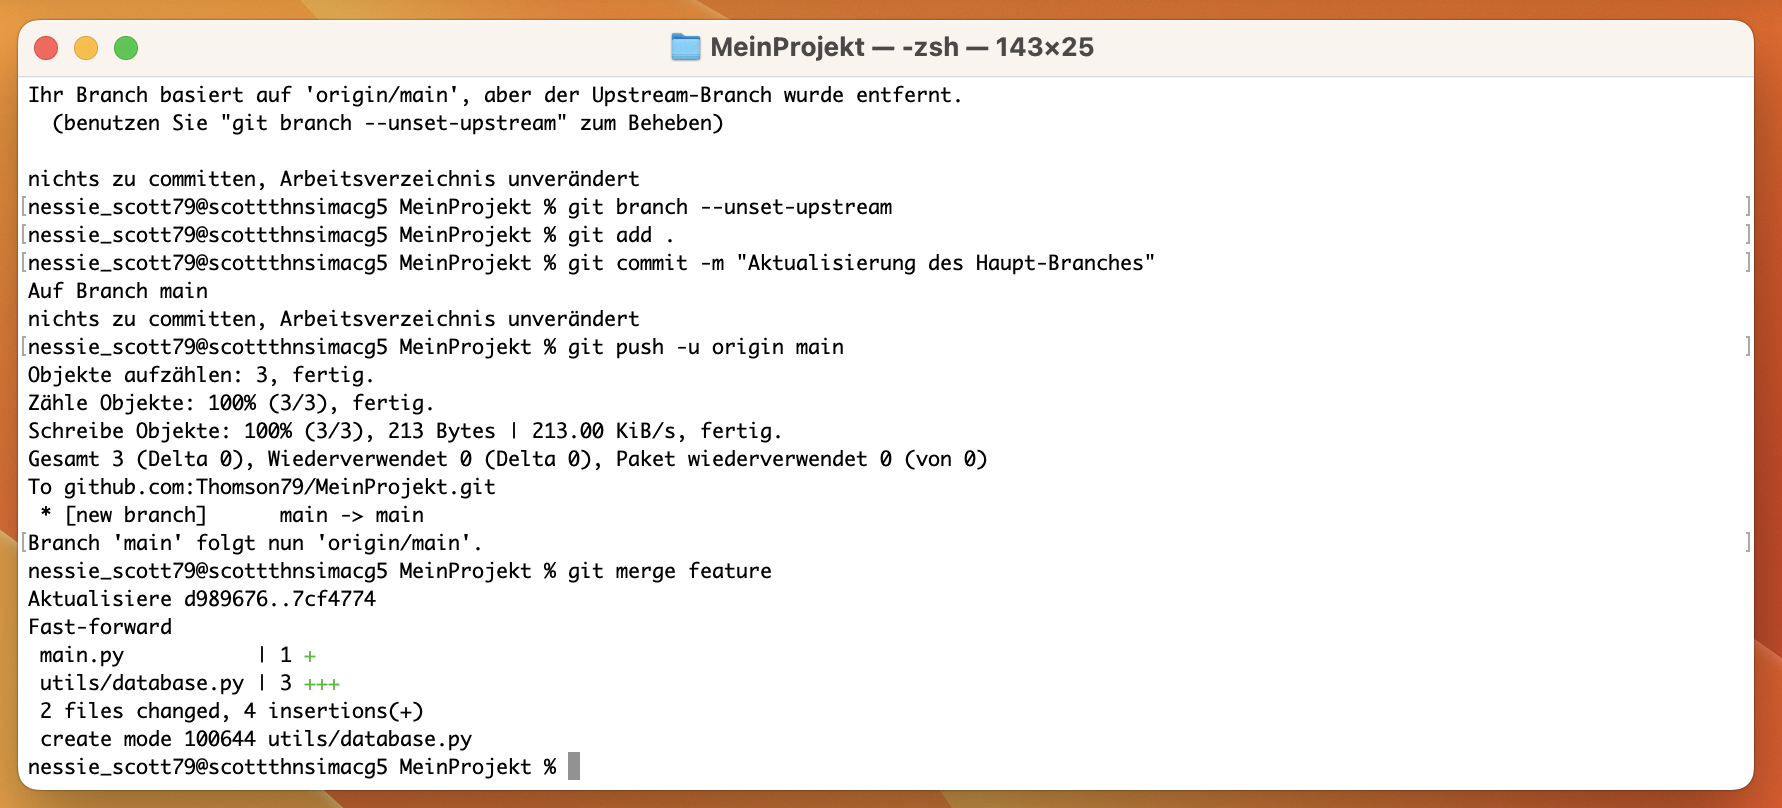 MeinProjekt — -zsh — 143×25
Ihr Branch basiert auf 'origin/main', aber der Upstream-Branch wurde entfernt.
  (benutzen Sie "git branch --unset-upstream" zum Beheben)

nichts zu committen, Arbeitsverzeichnis unverändert
[nessie_scott79@scottthnsimacg5 MeinProjekt % git branch --unset-upstream ]
[nessie_scott79@scottthnsimacg5 MeinProjekt % git add . ]
[nessie_scott79@scottthnsimacg5 MeinProjekt % git commit -m "Aktualisierung des Haupt-Branches" ]
Auf Branch main
nichts zu committen, Arbeitsverzeichnis unverändert
[nessie_scott79@scottthnsimacg5 MeinProjekt % git push -u origin main ]
Objekte aufzählen: 3, fertig.
Zähle Objekte: 100% (3/3), fertig.
Schreibe Objekte: 100% (3/3), 213 Bytes | 213.00 KiB/s, fertig.
Gesamt 3 (Delta 0), Wiederverwendet 0 (Delta 0), Paket wiederverwendet 0 (von 0)
To github.com:Thomson79/MeinProjekt.git
 * [new branch]      main -> main
[Branch 'main' folgt nun 'origin/main'. ]
nessie_scott79@scottthnsimacg5 MeinProjekt % git merge feature
Aktualisiere d989676..7cf4774
Fast-forward
 main.py           | 1 +
 utils/database.py | 3 +++
 2 files changed, 4 insertions(+)
 create mode 100644 utils/database.py
nessie_scott79@scottthnsimacg5 MeinProjekt %